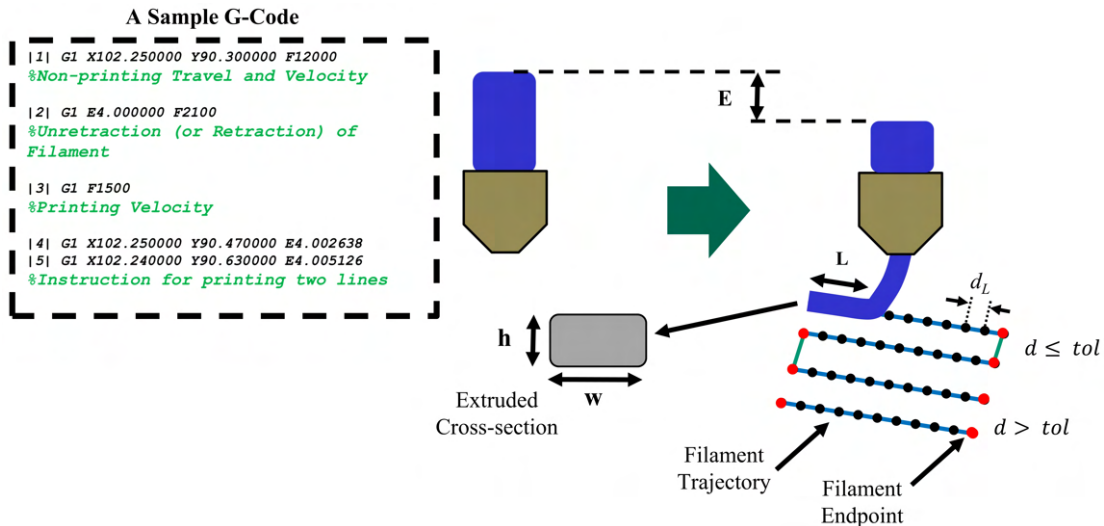 A Sample G-Code
|1| G1 X102.250000 Y90.300000 F12000
%Non-printing Travel and Velocity
|2| G1 E4.000000 F2100
%Unretraction (or Retraction) of
Filament
|3| G1 F1500
%Printing Velocity
|4| G1 X102.250000 Y90.470000 E4.002638
|5| G1 X102.240000 Y90.630000 E4.005126
%Instruction for printing two lines
E
L
d_L
h
w
Extruded
Cross-section
d ≤ tol
d > tol
Filament
Trajectory
Filament
Endpoint